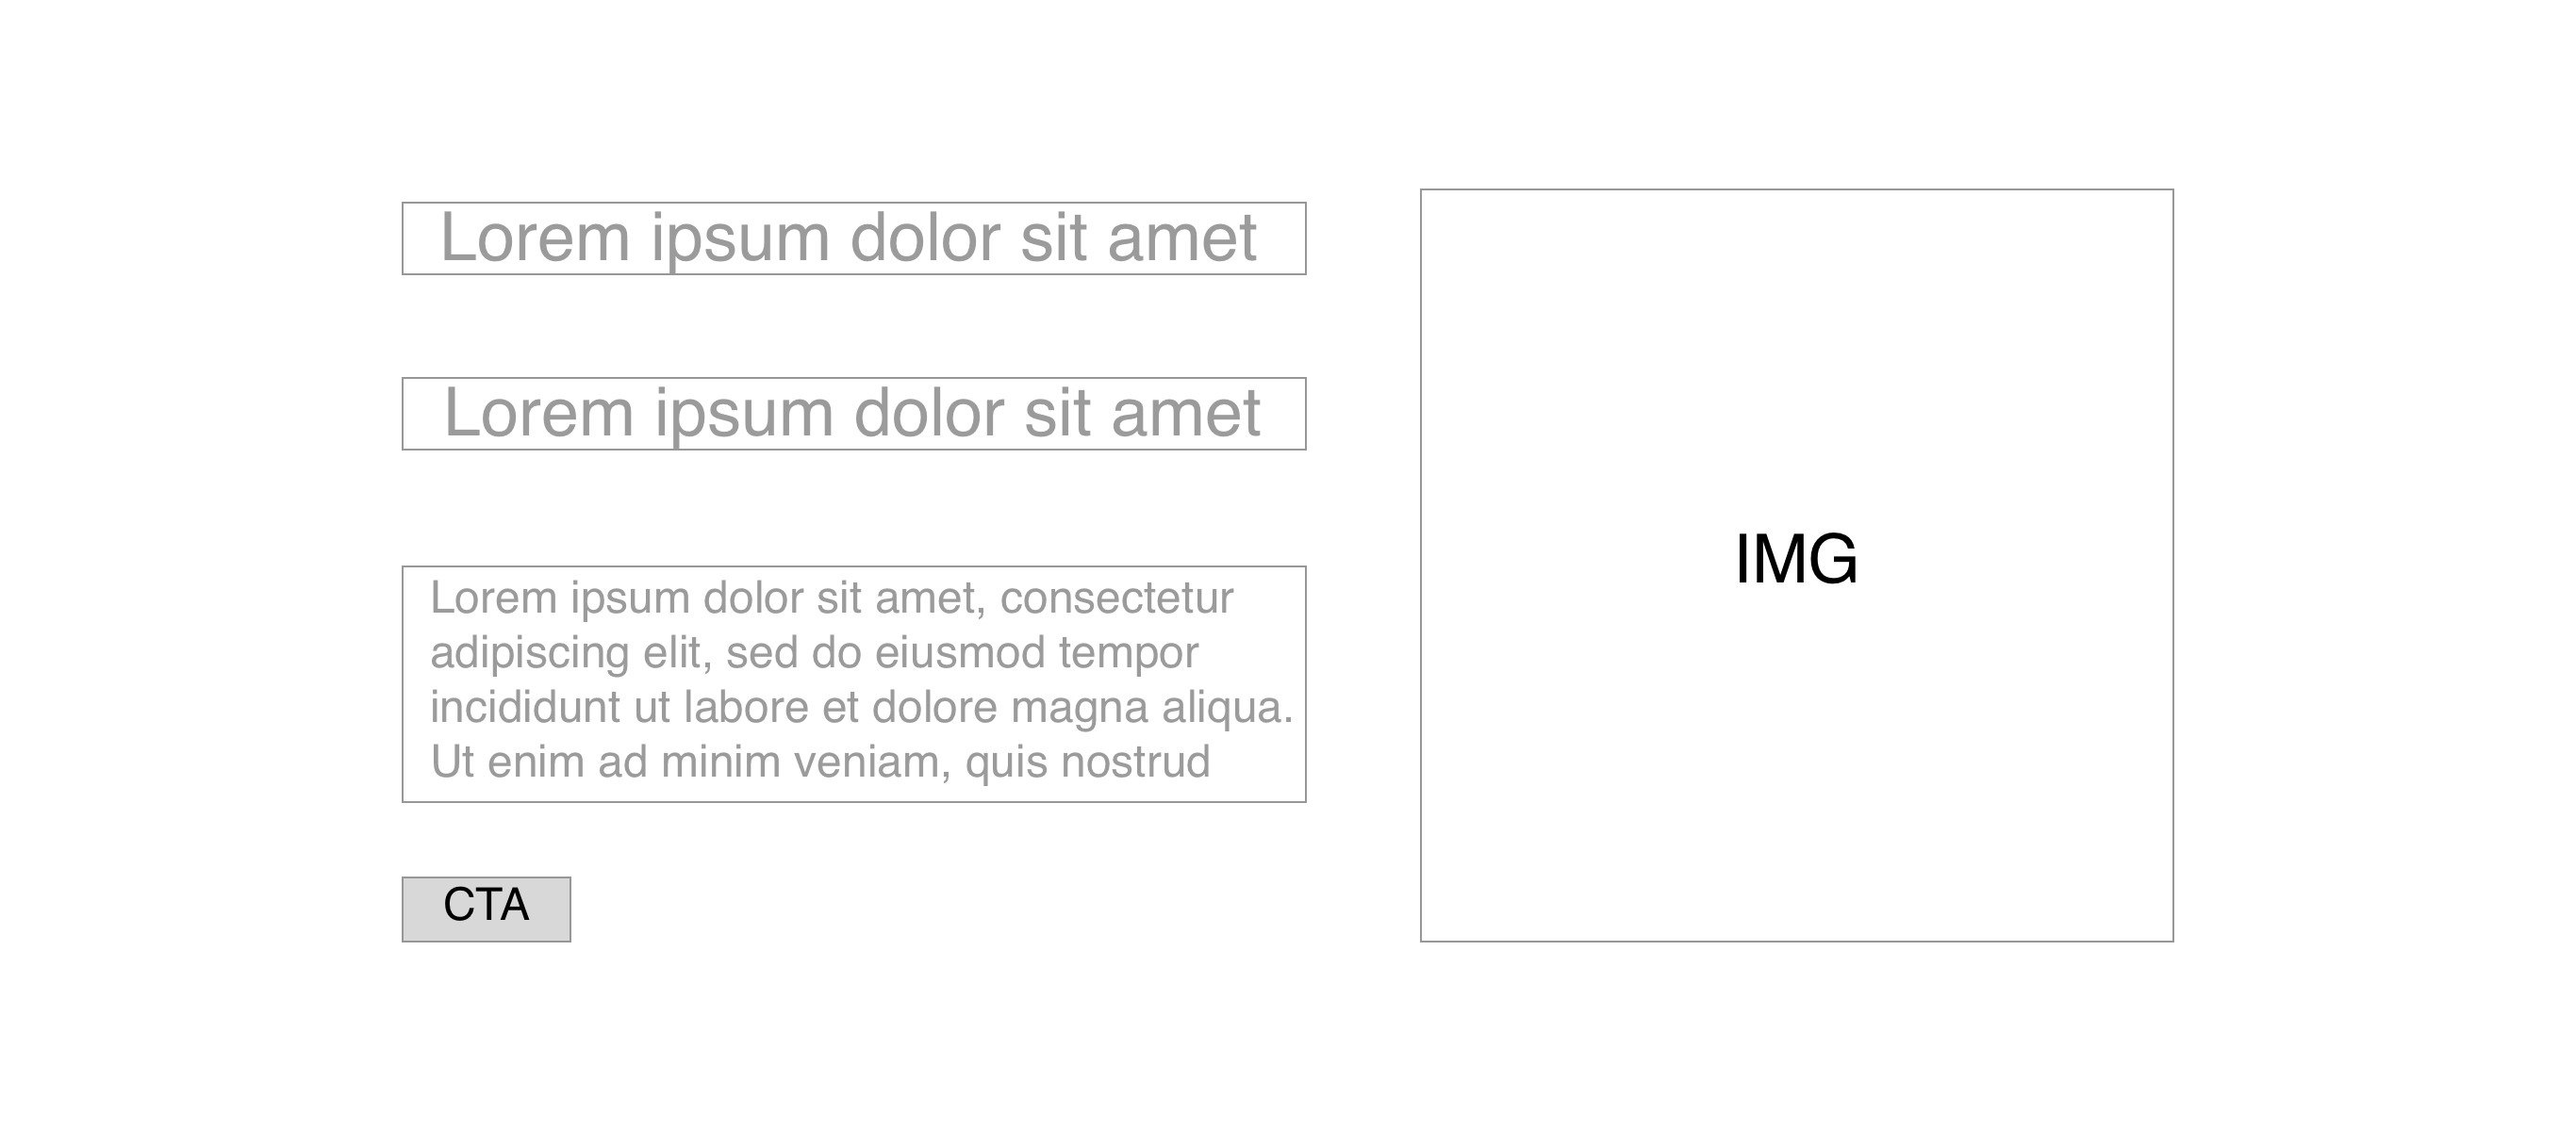 Lorem ipsum dolor sit amet
Lorem ipsum dolor sit amet
Lorem ipsum dolor sit amet, consectetur
adipiscing elit, sed do eiusmod tempor
incididunt ut labore et dolore magna aliqua.
Ut enim ad minim veniam, quis nostrud
CTA
IMG